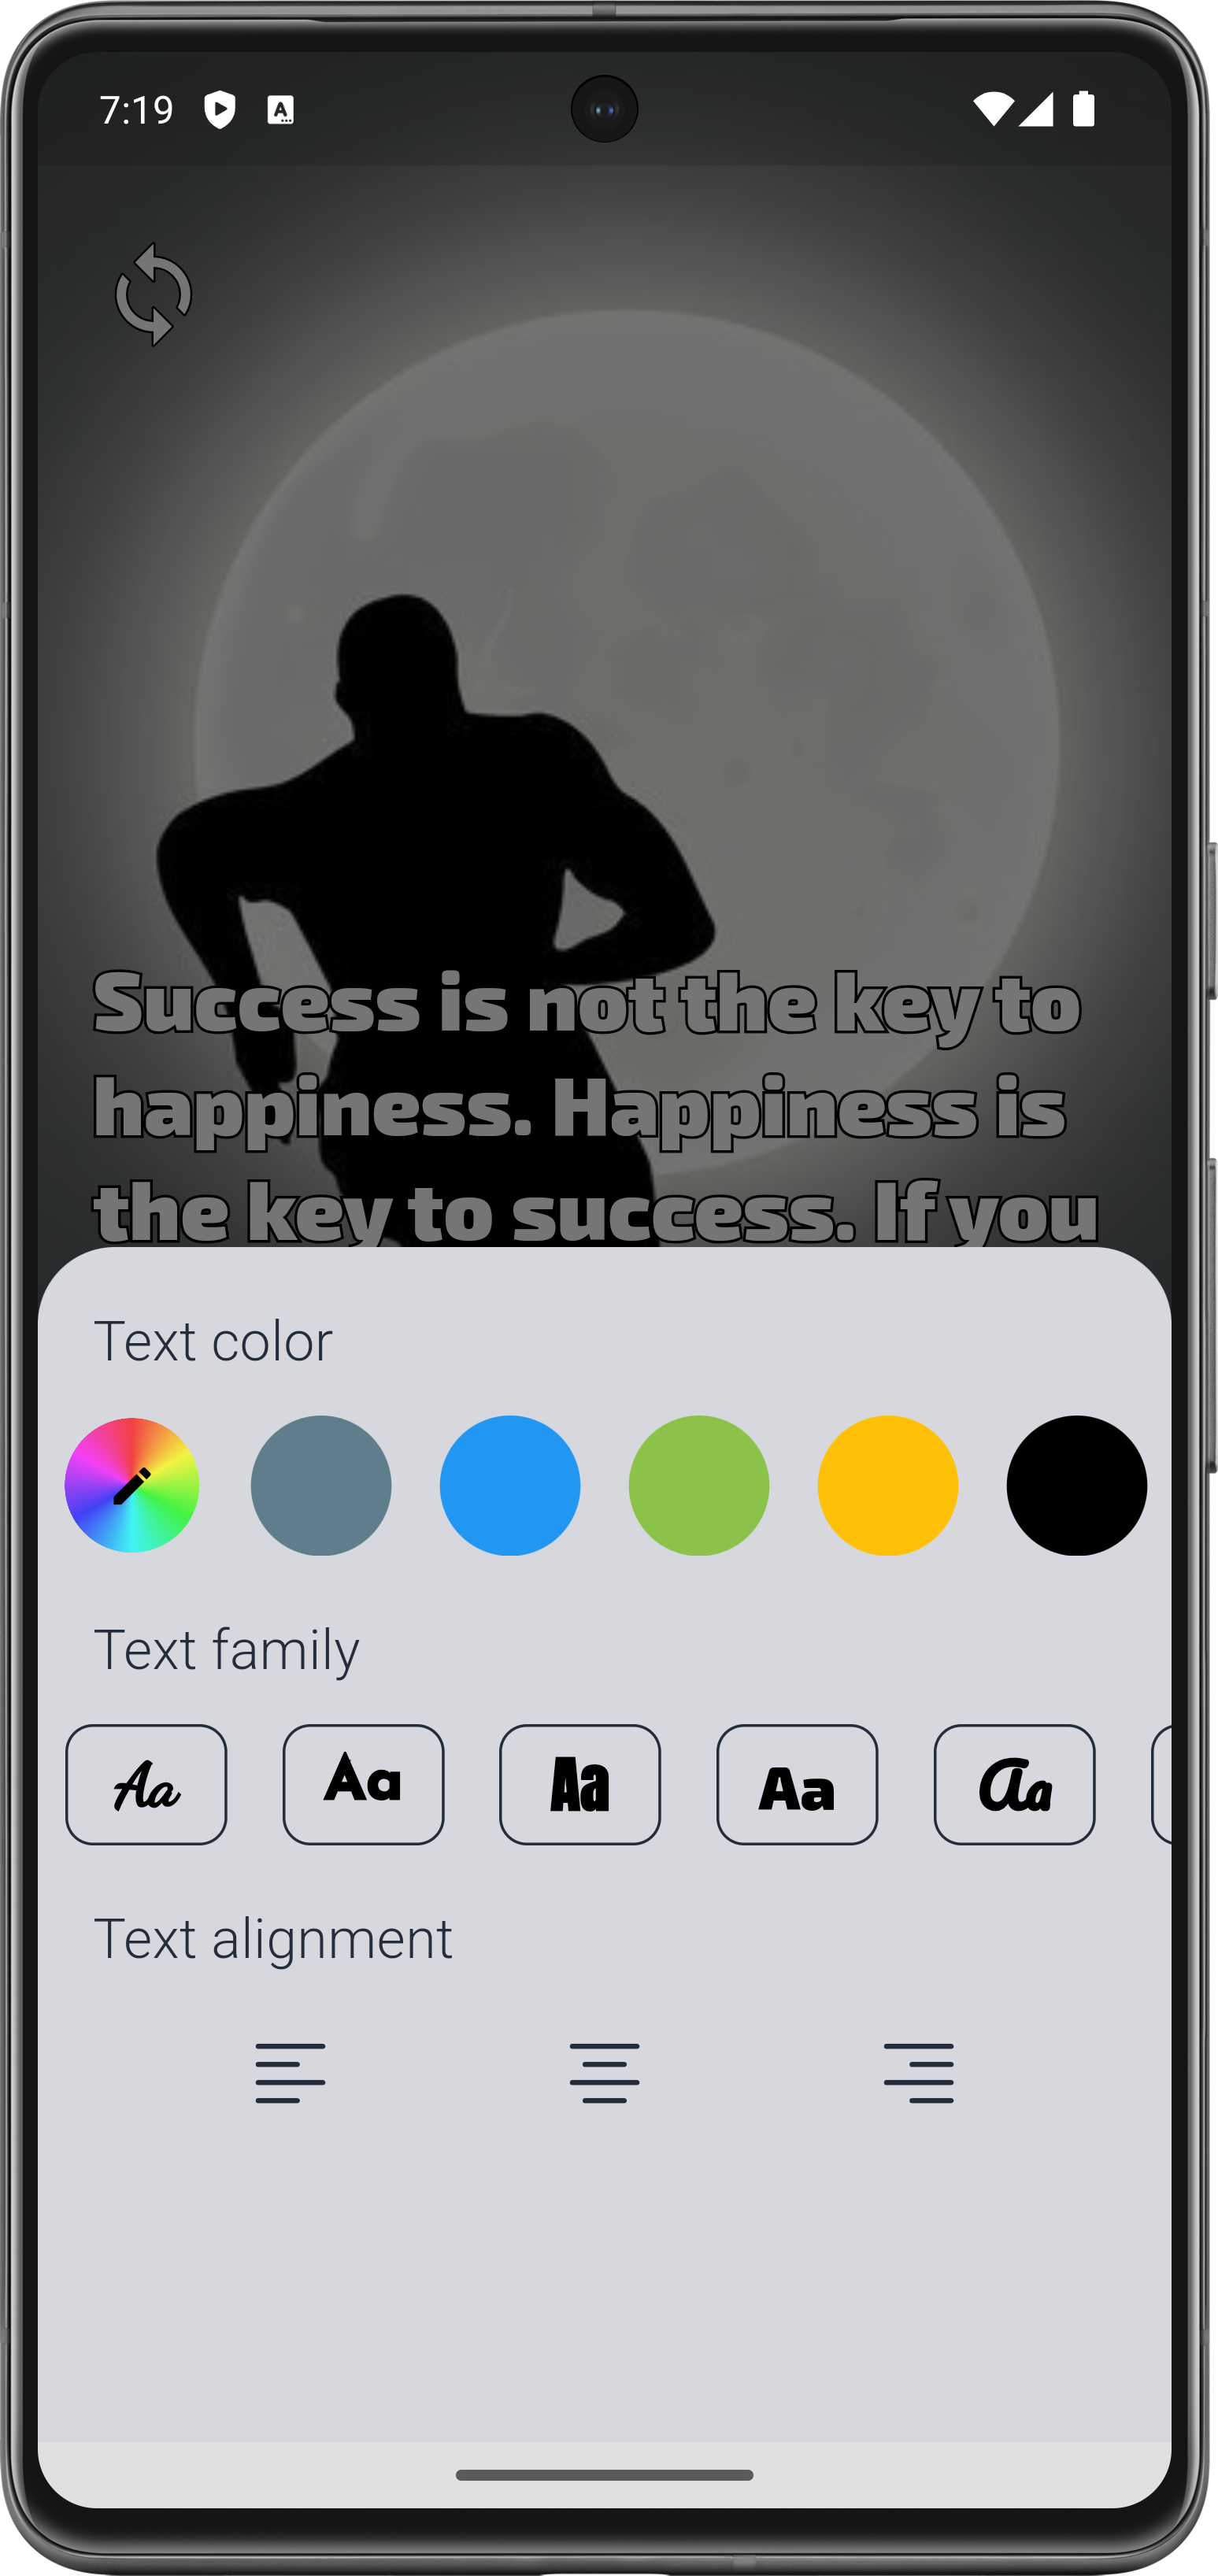 7:19
A
Success is not the key to
happiness. Happiness is
the key to success. If you
Text color
Text family
Aa Aa Aa Aa Aa
Text alignment